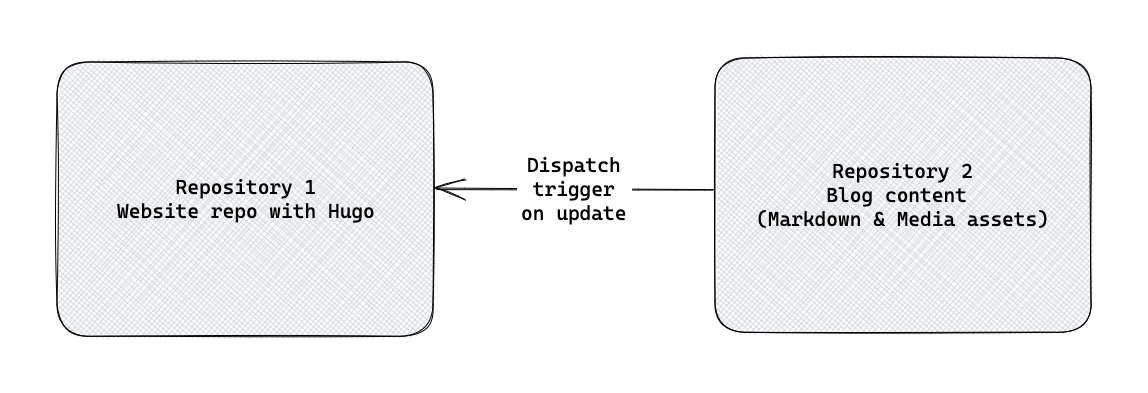 Repository 1
Website repo with Hugo
Dispatch
trigger
on update
Repository 2
Blog content
(Markdown & Media assets)